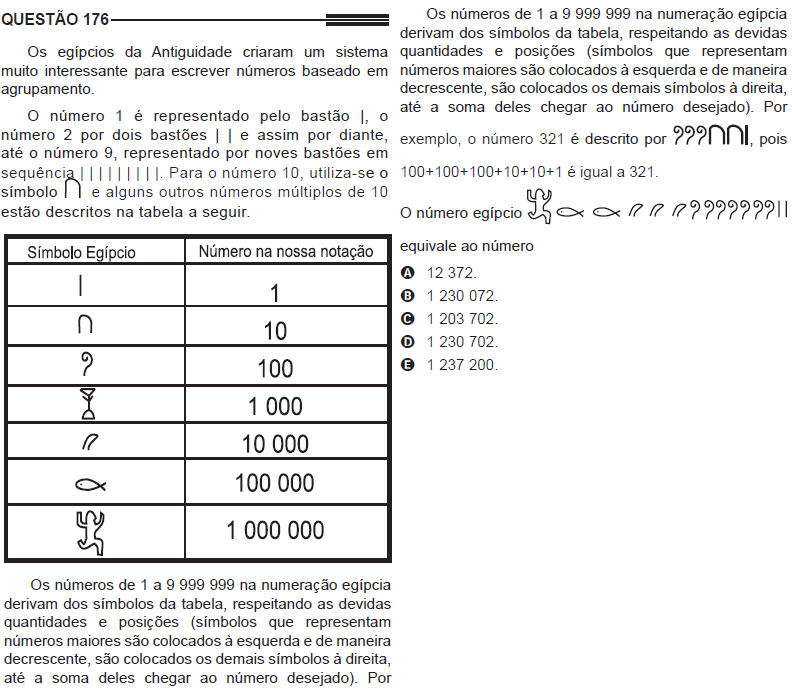 QUESTÃO 176
Os egípcios da Antiguidade criaram um sistema
muito interessante para escrever números baseado em
agrupamento.
O número 1 é representado pelo bastão |, o
número 2 por dois bastões | | e assim por diante,
até o número 9, representado por noves bastões em
sequência | | | | | | | | |. Para o número 10, utiliza-se o
símbolo ∩ e alguns outros números múltiplos de 10
estão descritos na tabela a seguir.
Símbolo Egípcio Número na nossa notação
| 1
∩ 10
100
1 000
10 000
100 000
1 000 000
Os números de 1 a 9 999 999 na numeração egípcia
derivam dos símbolos da tabela, respeitando as devidas
quantidades e posições (símbolos que representam
números maiores são colocados à esquerda e de maneira
decrescente, são colocados os demais símbolos à direita,
até a soma deles chegar ao número desejado). Por
Os números de 1 a 9 999 999 na numeração egípcia
derivam dos símbolos da tabela, respeitando as devidas
quantidades e posições (símbolos que representam
números maiores são colocados à esquerda e de maneira
decrescente, são colocados os demais símbolos à direita,
até a soma deles chegar ao número desejado). Por
exemplo, o número 321 é descrito por ???∩∩|, pois
100+100+100+10+10+1 é igual a 321.
O número egípcio
equivale ao número
A 12 372.
B 1 230 072.
C 1 203 702.
D 1 230 702.
E 1 237 200.